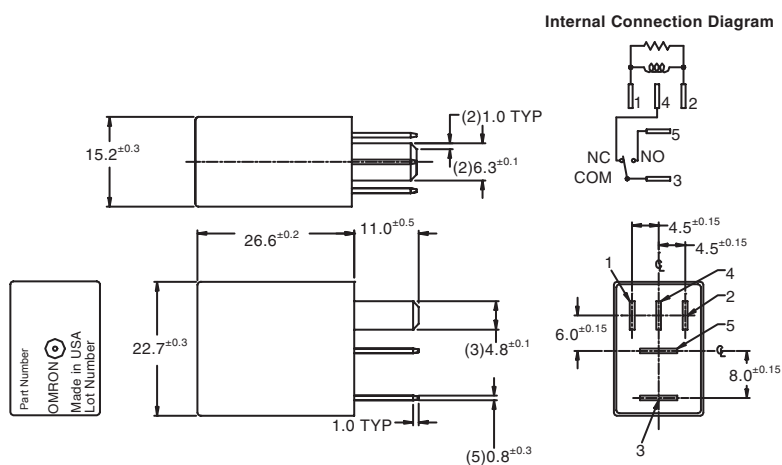 Internal Connection Diagram
1
4
2
5
NC
NO
COM
3
15.2±0.3
(2)1.0 TYP
(2)6.3±0.1
26.6±0.2
11.0±0.5
22.7±0.3
(3)4.8±0.1
1.0 TYP
(5)0.8±0.3
Part Number
OMRON
Made in USA
Lot Number
4.5±0.15
4.5±0.15
℄
1
4
2
6.0±0.15
5
℄
8.0±0.15
3